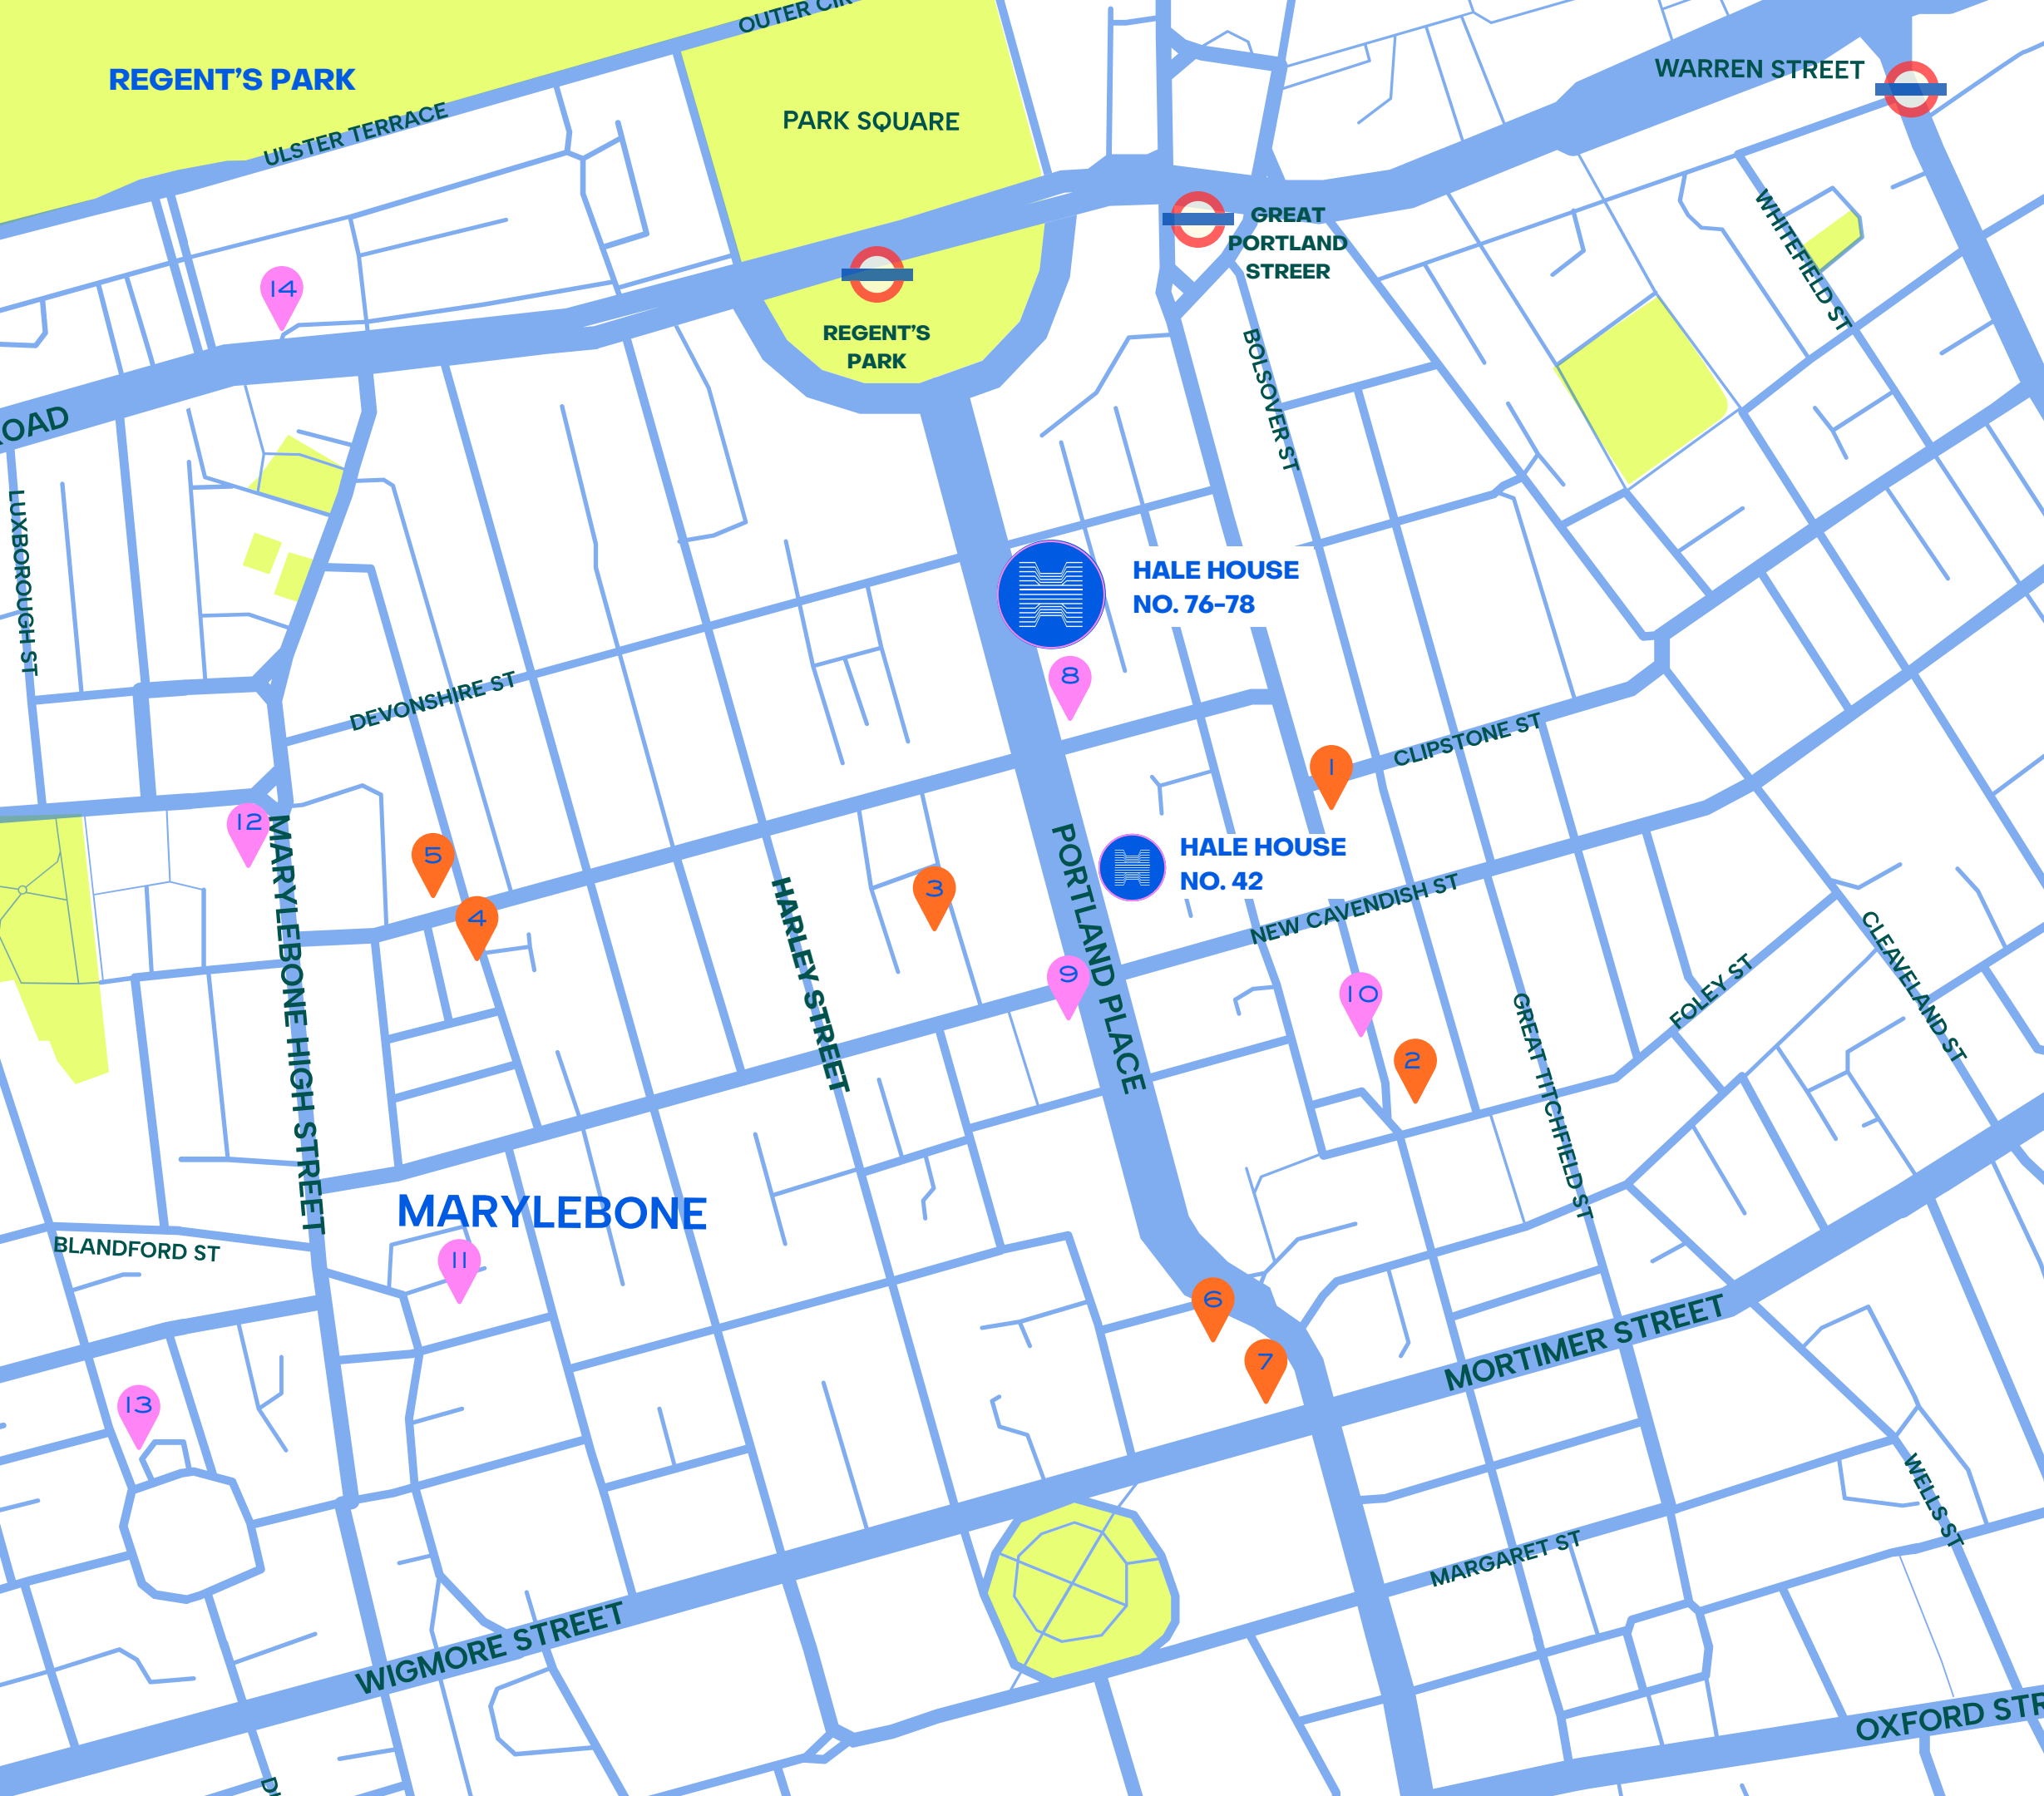 OUTER CIR
REGENT'S PARK
WARREN STREET
ULSTER TERRACE
PARK SQUARE
GREAT
PORTLAND
STREER
WHITEFIELD ST
14
REGENT'S
PARK
BOLSOVER ST
OAD
LUXBOROUGH ST
HALE HOUSE
NO. 76-78
8
DEVONSHIRE ST
CLIPSTONE ST
1
12
5
HALE HOUSE
NO. 42
3
4
NEW CAVENDISH ST
MARYLEBONE HIGH STREET
HARLEY STREET
PORTLAND PLACE
9
10
FOLEY ST
CLEAVELAND ST
2
GREAT TITCHFIELD ST
MARYLEBONE
BLANDFORD ST
11
6
7
MORTIMER STREET
13
WELLS ST
MARGARET ST
WIGMORE STREET
OXFORD STR